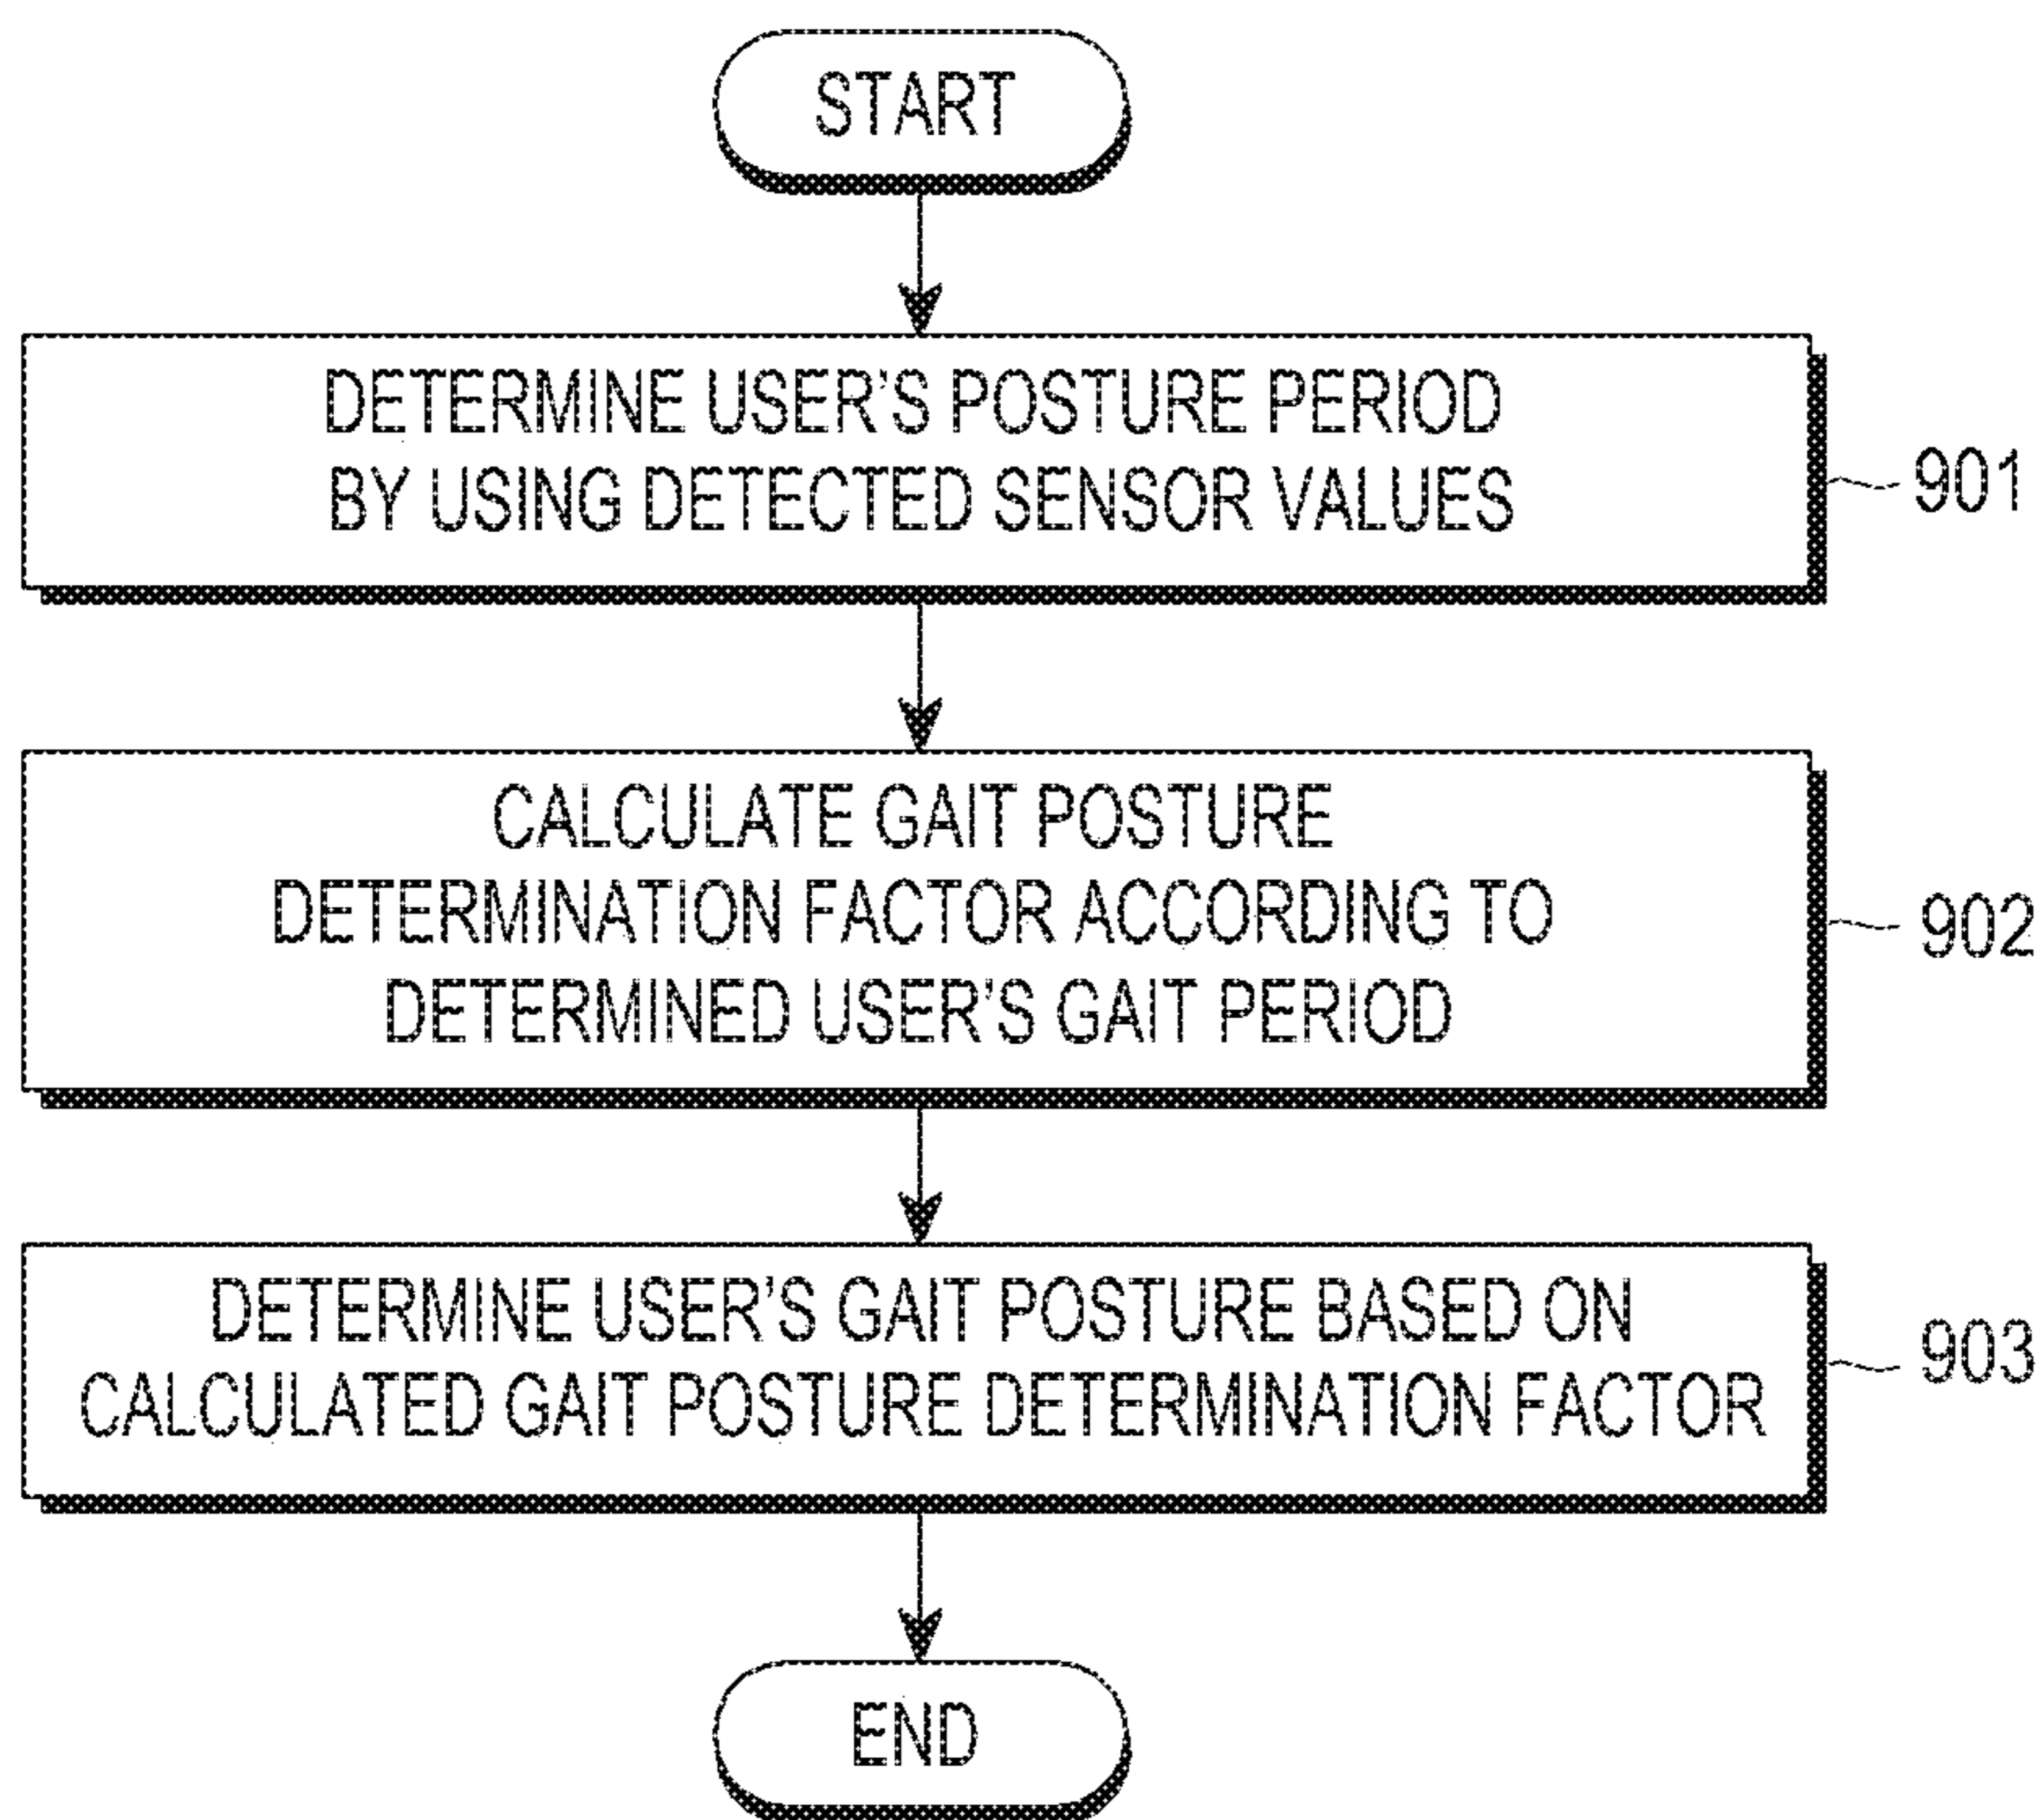 START
DETERMINE USER'S POSTURE PERIOD
BY USING DETECTED SENSOR VALUES
901
CALCULATE GAIT POSTURE
DETERMINATION FACTOR ACCORDING TO
DETERMINED USER'S GAIT PERIOD
902
DETERMINE USER'S GAIT POSTURE BASED ON
CALCULATED GAIT POSTURE DETERMINATION FACTOR
903
END